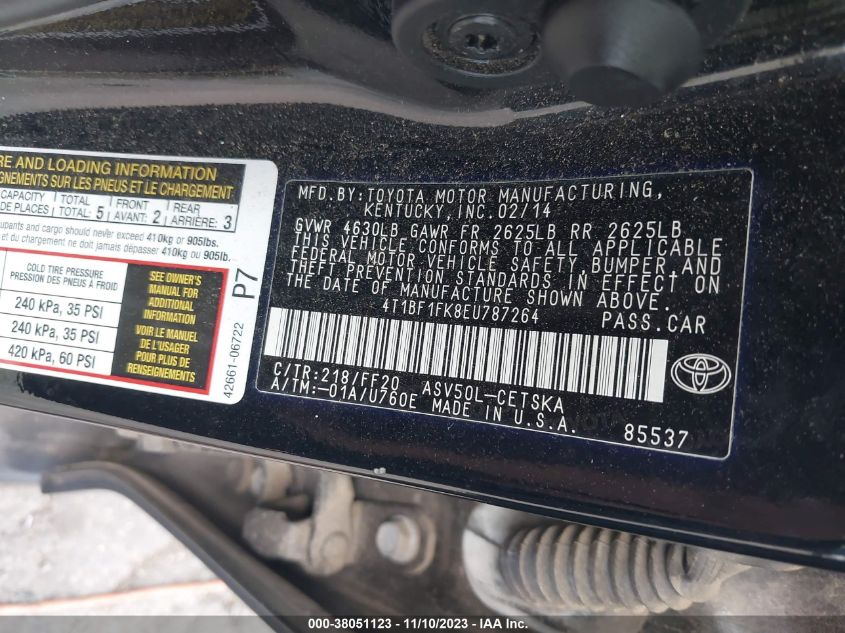 RE AND LOADING INFORMATION
GNEMENTS SUR LES PNEUS ET LE CHARGEMENT
CAPACITY TOTAL FRONT REAR
DE PLACES TOTAL: 5 AVANT: 2 ARRIÈRE: 3
upants and cargo should never exceed 410kg or 905lbs.
et du chargement ne doit jamais dépasser 410kg or 905lb.
COLD TIRE PRESSURE
PRESSION DES PNEUS À FROID
240 kPa, 35 PSI
240 kPa, 35 PSI
420 kPa, 60 PSI
SEE OWNER'S
MANUAL FOR
ADDITIONAL
INFORMATION
VOIR LE MANUEL
DE L'USAGER
POUR PLUS DE
RENSEIGNEMENTS
P7
42661-06722
MFD.BY:TOYOTA MOTOR MANUFACTURING,
KENTUCKY,INC.02/14
GVWR 4630LB GAWR FR 2625LB RR 2625LB
THIS VEHICLE CONFORMS TO ALL APPLICABLE
FEDERAL MOTOR VEHICLE SAFETY,BUMPER,AND
THEFT PREVENTION STANDARDS IN EFFECT ON
THE DATE OF MANUFACTURE SHOWN ABOVE.
4T1BF1FK8EU787264 PASS.CAR
C/TR:218/FF20 ASV50L-CETSKA
A/TM:-01A/U760E MADE IN U.S.A.
85537
000-38051123 - 11/10/2023 - IAA Inc.